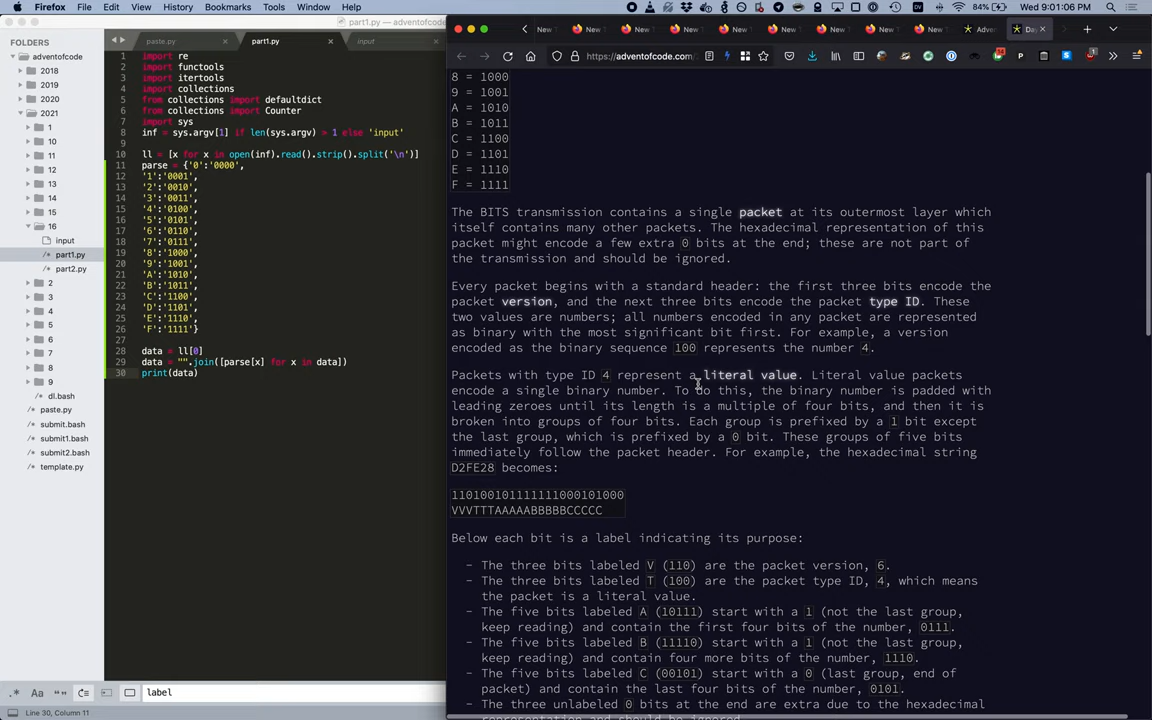 Firefox File Edit View History Bookmarks Tools Window Help
84% Wed 9:01:06 PM
part1.py
FOLDERS
adventofcode
2018
2019
2020
2021
1
10
11
12
13
14
15
16
input
part1.py
part2.py
2
3
4
5
6
7
8
9
dl.bash
paste.py
submit.bash
submit1.bash
submit2.bash
template.py
paste.py
part1.py
input
1 import re
2 import functools
3 import itertools
4 import collections
5 from collections import defaultdict
6 from collections import Counter
7 import sys
8 inf = sys.argv[1] if len(sys.argv) > 1 else 'input'
9
10 ll = [x for x in open(inf).read().strip().split('\n')]
11 parse = {'0':'0000',
12 '1':'0001',
13 '2':'0010',
14 '3':'0011',
15 '4':'0100',
16 '5':'0101',
17 '6':'0110',
18 '7':'0111',
19 '8':'1000',
20 '9':'1001',
21 'A':'1010',
22 'B':'1011',
23 'C':'1100',
24 'D':'1101',
25 'E':'1110',
26 'F':'1111'}
27
28 data = ll[0]
29 data = "".join([parse[x] for x in data])
30 print(data)
.* Aa “” label
Line 30, Column 11
New New New New New New New New New Adven Day
https://adventofcode.com
8 = 1000
9 = 1001
A = 1010
B = 1011
C = 1100
D = 1101
E = 1110
F = 1111
The BITS transmission contains a single packet at its outermost layer which
itself contains many other packets. The hexadecimal representation of this
packet might encode a few extra 0 bits at the end; these are not part of
the transmission and should be ignored.
Every packet begins with a standard header: the first three bits encode the
packet version, and the next three bits encode the packet type ID. These
two values are numbers; all numbers encoded in any packet are represented
as binary with the most significant bit first. For example, a version
encoded as the binary sequence 100 represents the number 4.
Packets with type ID 4 represent a literal value. Literal value packets
encode a single binary number. To do this, the binary number is padded with
leading zeroes until its length is a multiple of four bits, and then it is
broken into groups of four bits. Each group is prefixed by a 1 bit except
the last group, which is prefixed by a 0 bit. These groups of five bits
immediately follow the packet header. For example, the hexadecimal string
D2FE28 becomes:
110100101111111000101000
VVVTTTAAAAABBBBBCCCCC
Below each bit is a label indicating its purpose:
- The three bits labeled V (110) are the packet version, 6.
- The three bits labeled T (100) are the packet type ID, 4, which means
the packet is a literal value.
- The five bits labeled A (10111) start with a 1 (not the last group,
keep reading) and contain the first four bits of the number, 0111.
- The five bits labeled B (11110) start with a 1 (not the last group,
keep reading) and contain four more bits of the number, 1110.
- The five bits labeled C (00101) start with a 0 (last group, end of
packet) and contain the last four bits of the number, 0101.
- The three unlabeled 0 bits at the end are extra due to the hexadecimal
representation and should be ignored.